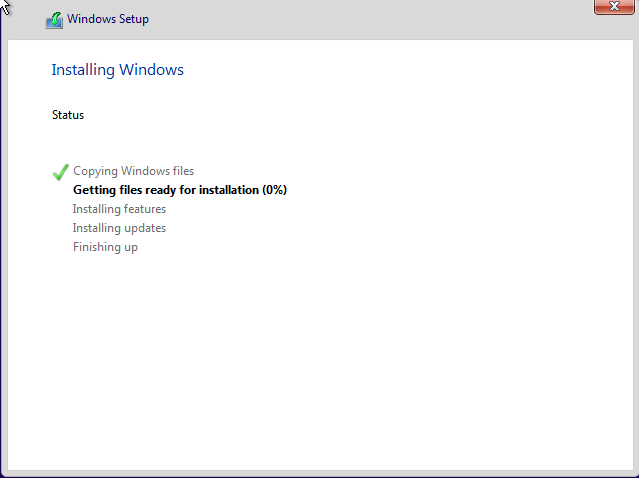 Windows Setup
Installing Windows
Status
Copying Windows files
Getting files ready for installation (0%)
Installing features
Installing updates
Finishing up